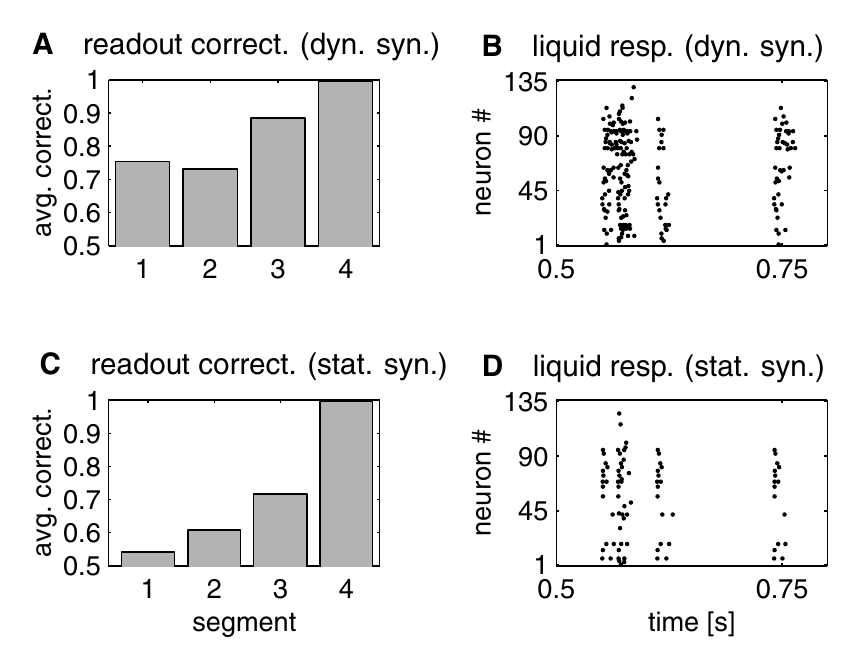 A readout correct. (dyn. syn.)
avg. correct.
1
0.9
0.8
0.7
0.6
0.5
1 2 3 4
B liquid resp. (dyn. syn.)
neuron #
135
90
45
1
0.5 0.75
C readout correct. (stat. syn.)
avg. correct.
1
0.9
0.8
0.7
0.6
0.5
1 2 3 4
segment
D liquid resp. (stat. syn.)
neuron #
135
90
45
1
0.5 0.75
time [s]